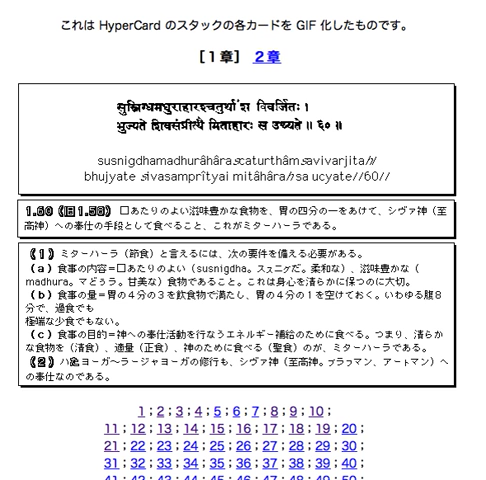 これは HyperCard のスタックの各カードを GIF 化したものです。
[１章]　２章
सुस्निग्धमधुराहारश्चतुर्थांश विवर्जितः ।
भुज्यते शिवसंप्रीत्यै मिताहारः स उच्यते ॥ ६० ॥
susnigdhamadhurâhâraścaturthâmśavivarjitaḥ/
bhujyate śivasamprîtyai mitâhâraḥsa ucyate//60//
1.60《旧1.58》 口あたりのよい滋味豊かな食物を、胃の四分の一をあけて、シヴァ神（至
高神）への奉仕の手段として食べること、これがミターハーラである。
《１》ミターハーラ（節食）と言えるには、次の要件を備える必要がある。
（ａ）食事の内容＝口あたりのよい（susnigdha。スュニグだ。柔和な）、滋味豊かな（
madhura。マどぅラ。甘美な）食物であること。これは身心を清らかに保つのに大切。
（ｂ）食事の量＝胃の４分の３を飲食物で満たし、胃の４分の１を空けておく。いわゆる腹８
分で、過食でも
極端な少食でもない。
（ｃ）食事の目的＝神への奉仕活動を行なうエネルギー補給のために食べる。つまり、清らか
な食物を（清食）、適量（正食）、神のために食べる（聖食）のが、ミターハーラである。
《２》ハたヨーガ〜ラージャヨーガの修行も、シヴァ神（至高神。ブラフマン、アートマン）へ
の奉仕なのである。
1 ; 2 ; 3 ; 4 ; 5 ; 6 ; 7 ; 8 ; 9 ; 10 ;
11 ; 12 ; 13 ; 14 ; 15 ; 16 ; 17 ; 18 ; 19 ; 20 ;
21 ; 22 ; 23 ; 24 ; 25 ; 26 ; 27 ; 28 ; 29 ; 30 ;
31 ; 32 ; 33 ; 34 ; 35 ; 36 ; 37 ; 38 ; 39 ; 40 ;
41 ; 42 ; 43 ; 44 ; 45 ; 46 ; 47 ; 48 ; 49 ; 50 ;